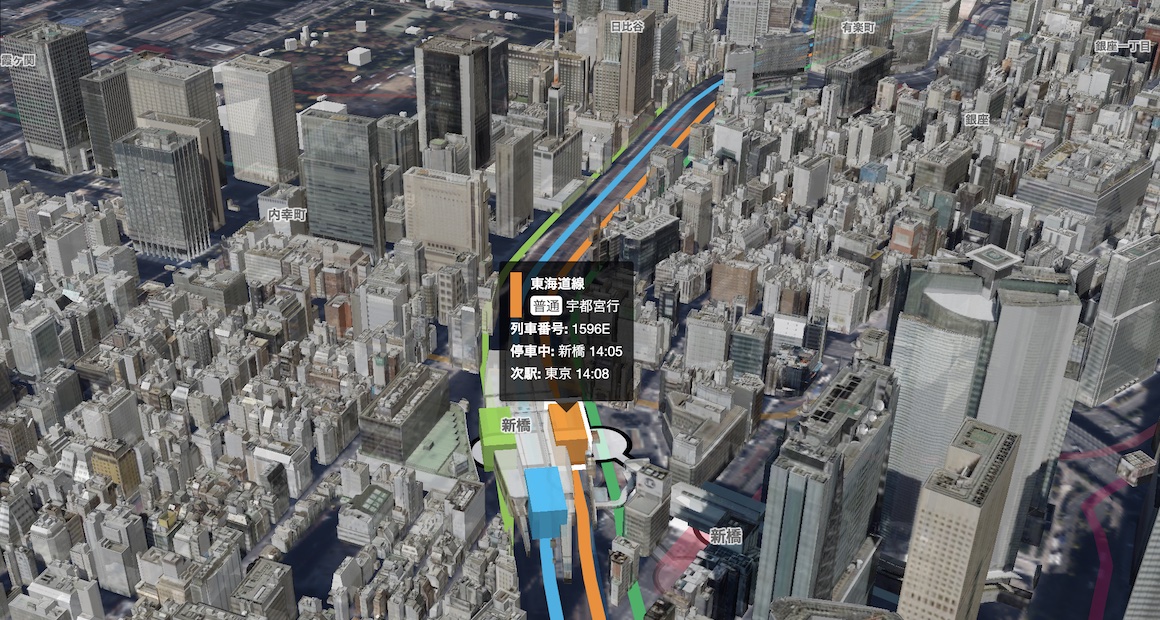 日比谷
有楽町
銀座一丁目
霞ケ関
銀座
内幸町
東海道線
普通 宇都宮行
列車番号: 1596E
停車中: 新橋 14:05
次駅: 東京 14:08
新橋
新橋